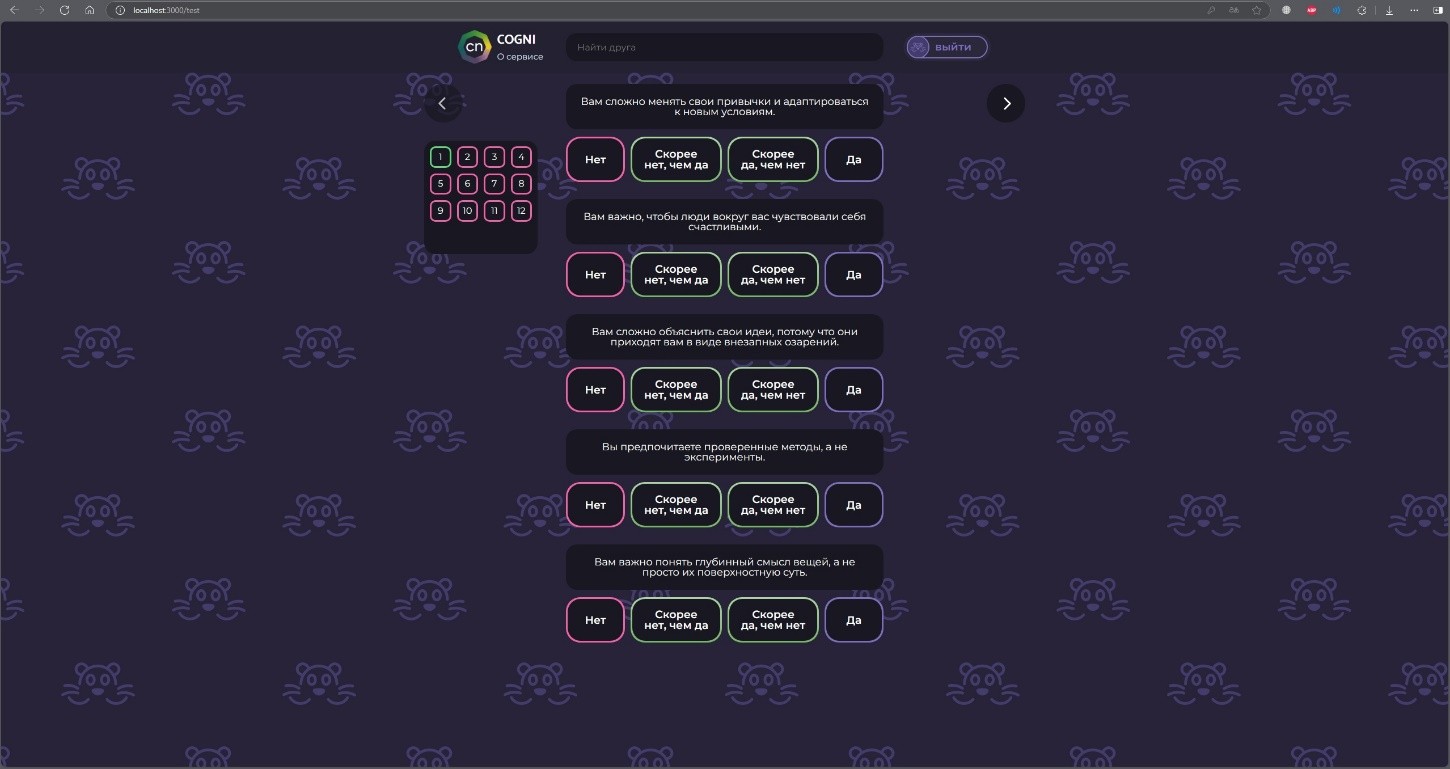 localhost:3000/test
cn
COGNI
О сервисе
Найти друга
ВЫЙТИ
Вам сложно менять свои привычки и адаптироваться
к новым условиям.
Нет
Скорее
нет, чем да
Скорее
да, чем нет
Да
1 2 3 4
5 6 7 8
9 10 11 12
Вам важно, чтобы люди вокруг вас чувствовали себя
счастливыми.
Нет
Скорее
нет, чем да
Скорее
да, чем нет
Да
Вам сложно объяснить свои идеи, потому что они
приходят вам в виде внезапных озарений.
Нет
Скорее
нет, чем да
Скорее
да, чем нет
Да
Вы предпочитаете проверенные методы, а не
эксперименты.
Нет
Скорее
нет, чем да
Скорее
да, чем нет
Да
Вам важно понять глубинный смысл вещей, а не
просто их поверхностную суть.
Нет
Скорее
нет, чем да
Скорее
да, чем нет
Да